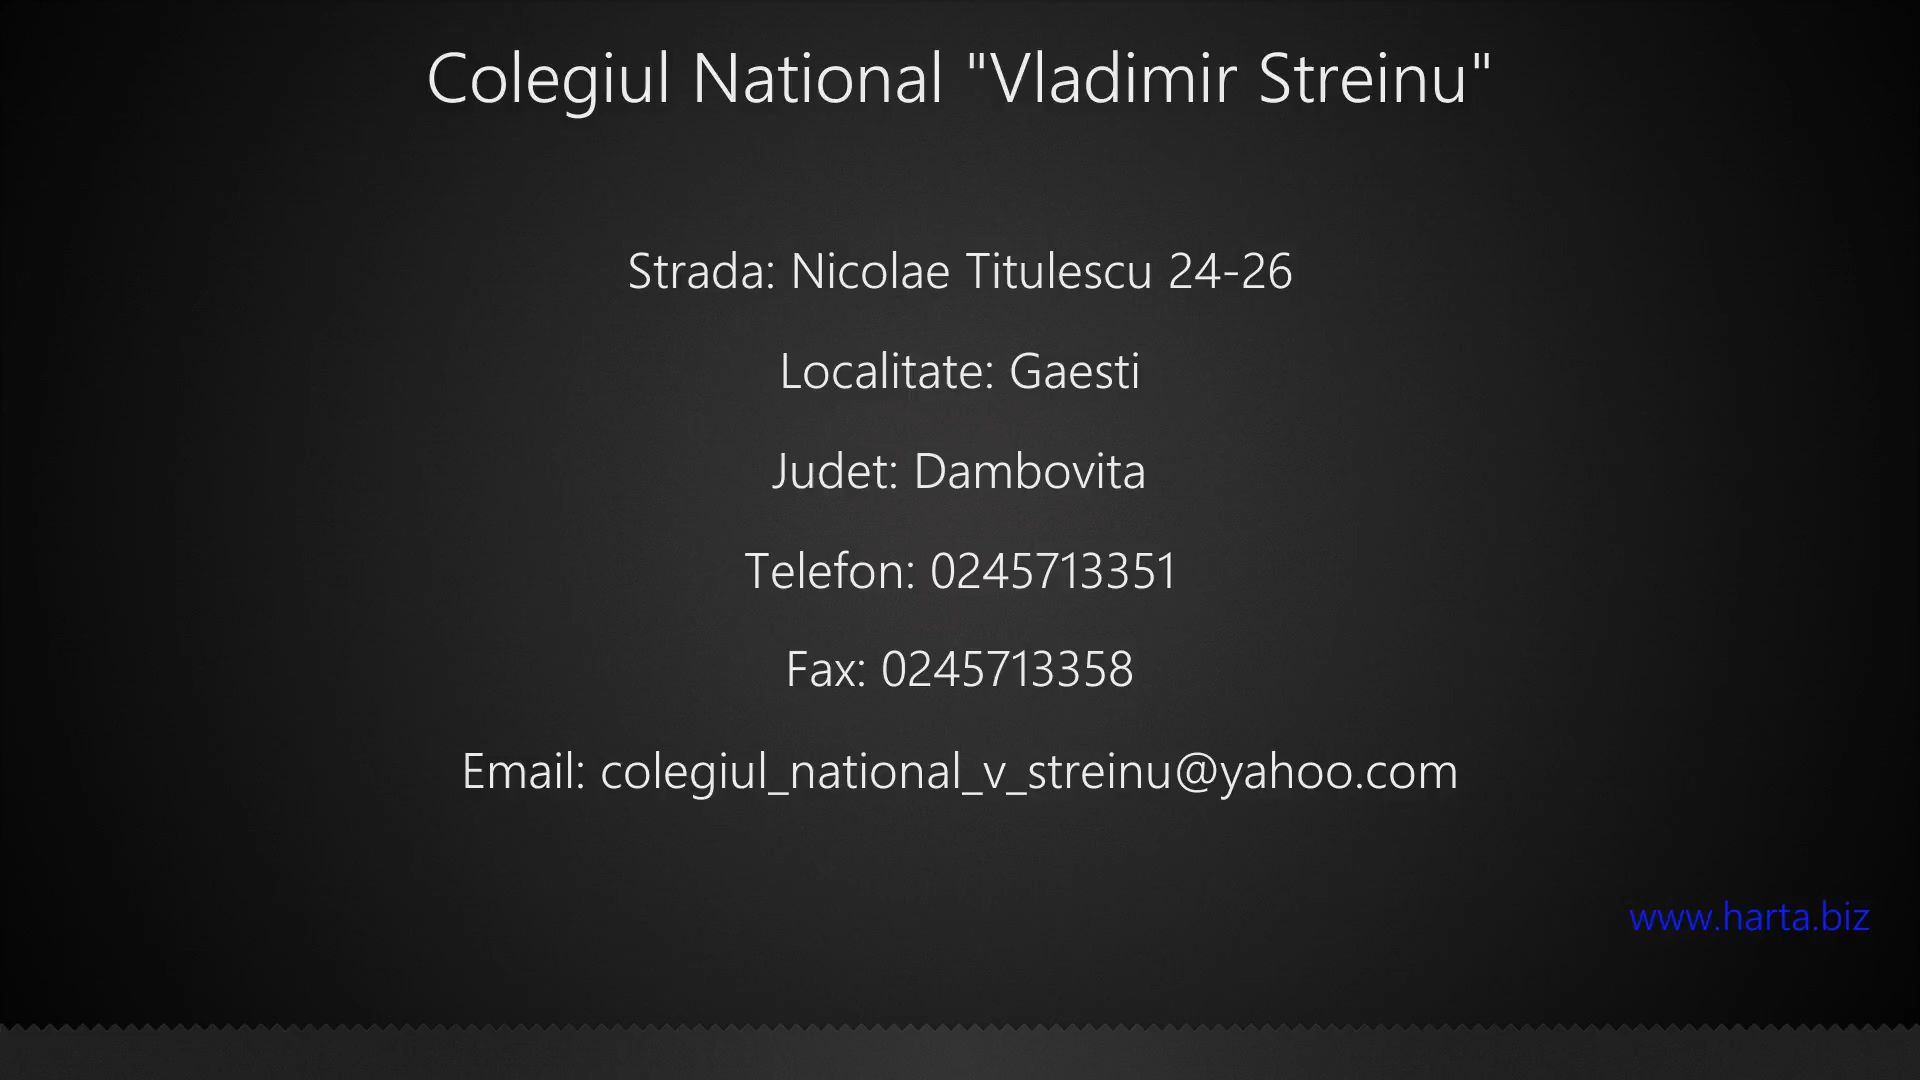 Colegiul National "Vladimir Streinu"
Strada: Nicolae Titulescu 24-26
Localitate: Gaesti
Judet: Dambovita
Telefon: 0245713351
Fax: 0245713358
Email: colegiul_national_v_streinu@yahoo.com
www.harta.biz